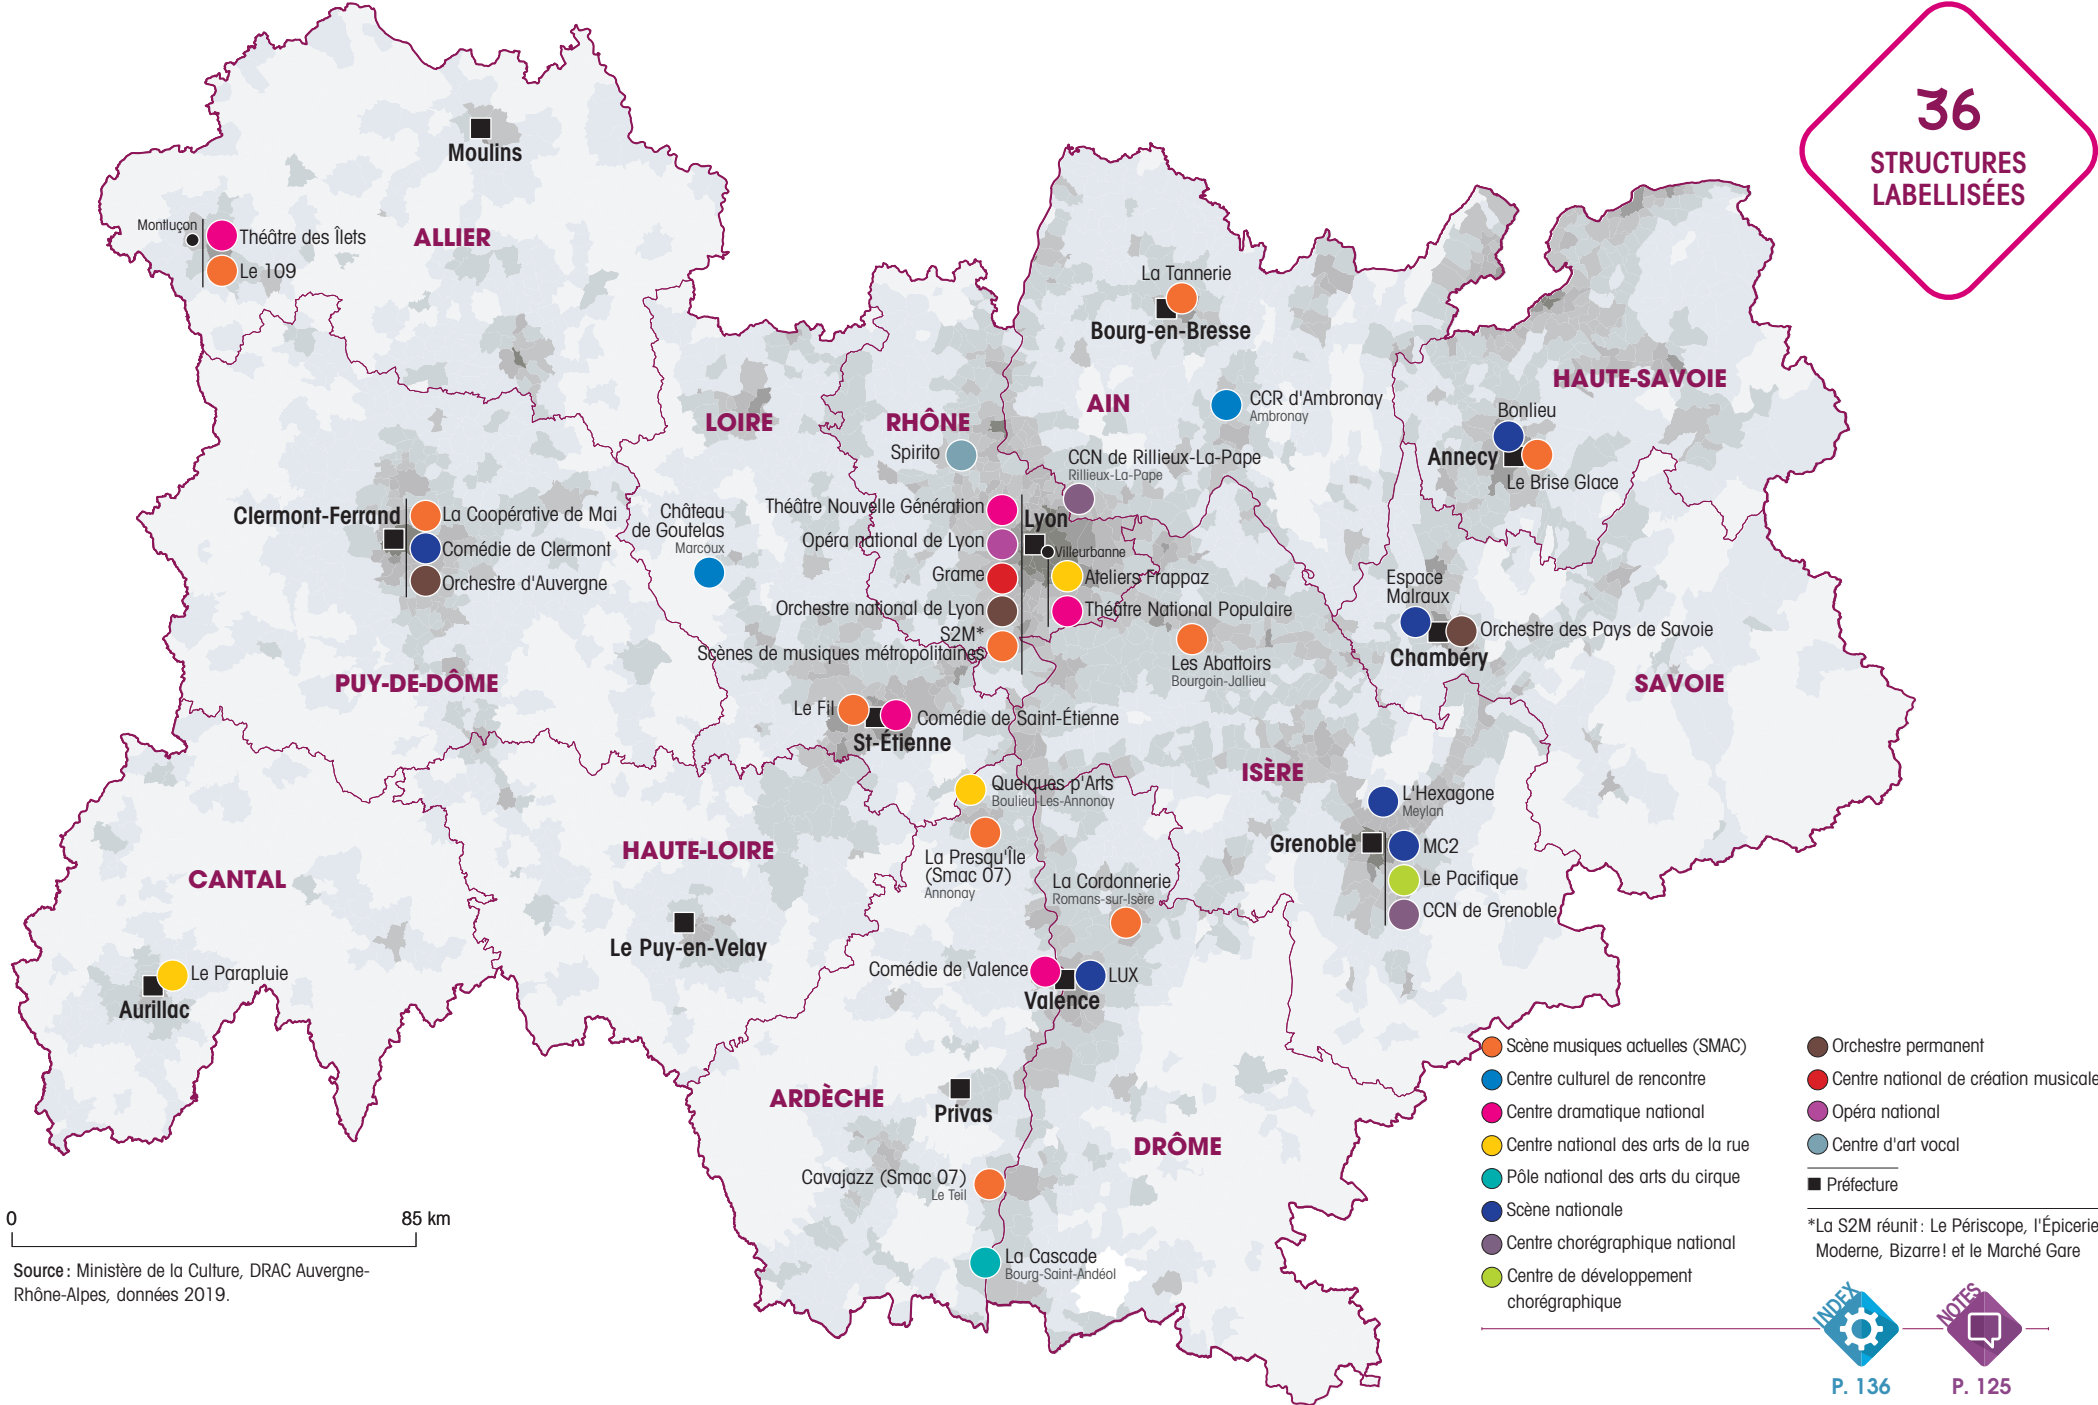 36
STRUCTURES
LABELLISÉES
Moulins
Montluçon
Théâtre des Îlets
Le 109
ALLIER
La Tannerie
Bourg-en-Bresse
AIN
CCR d'Ambronay
Ambronay
HAUTE-SAVOIE
Bonlieu
Annecy
Le Brise Glace
LOIRE
RHÔNE
Spirito
CCN de Rillieux-La-Pape
Rillieux-La-Pape
Clermont-Ferrand
La Coopérative de Mai
Comédie de Clermont
Orchestre d'Auvergne
Château
de Goutelas
Marcoux
Théâtre Nouvelle Génération
Opéra national de Lyon
Grame
Orchestre national de Lyon
S2M*
Scènes de musiques métropolitaines
Lyon
Villeurbanne
Ateliers Frappaz
Théâtre National Populaire
Les Abattoirs
Bourgoin-Jallieu
Espace
Malraux
Orchestre des Pays de Savoie
Chambéry
SAVOIE
PUY-DE-DÔME
Le Fil
Comédie de Saint-Étienne
St-Étienne
ISÈRE
Quelques p'Arts
Boulieu-Les-Annonay
La Presqu'Île
(Smac 07)
Annonay
L'Hexagone
Meylan
Grenoble
MC2
Le Pacifique
CCN de Grenoble
HAUTE-LOIRE
CANTAL
Le Puy-en-Velay
La Cordonnerie
Romans-sur-Isère
Le Parapluie
Aurillac
Comédie de Valence
LUX
Valence
ARDÈCHE
Privas
DRÔME
Cavajazz (Smac 07)
Le Teil
La Cascade
Bourg-Saint-Andéol
0
85 km
Source : Ministère de la Culture, DRAC Auvergne-
Rhône-Alpes, données 2019.
Scène musiques actuelles (SMAC)
Centre culturel de rencontre
Centre dramatique national
Centre national des arts de la rue
Pôle national des arts du cirque
Scène nationale
Centre chorégraphique national
Centre de développement
chorégraphique
Orchestre permanent
Centre national de création musicale
Opéra national
Centre d'art vocal
Préfecture
*La S2M réunit : Le Périscope, l'Épicerie
Moderne, Bizarre! et le Marché Gare
INDEX
P. 136
NOTES
P. 125